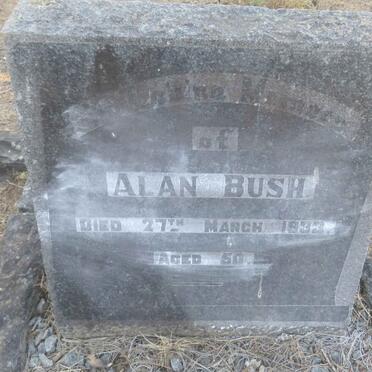 of
ALAN BUSH
DIED 27TH MARCH
AGED 50